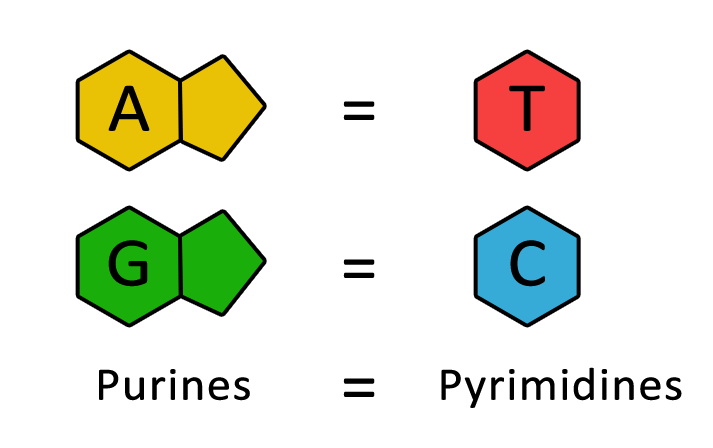 A = T
G = C
Purines = Pyrimidines